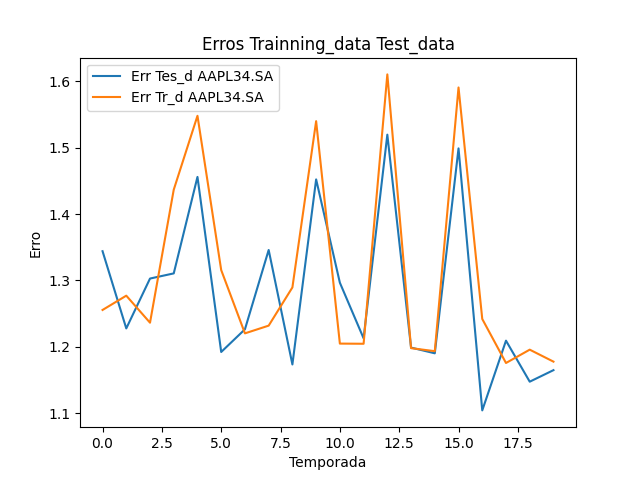 Erros Trainning_data Test_data
Err Tes_d AAPL34.SA
Err Tr_d AAPL34.SA
1.6
1.5
1.4
1.3
1.2
1.1
Erro
0.0 2.5 5.0 7.5 10.0 12.5 15.0 17.5
Temporada